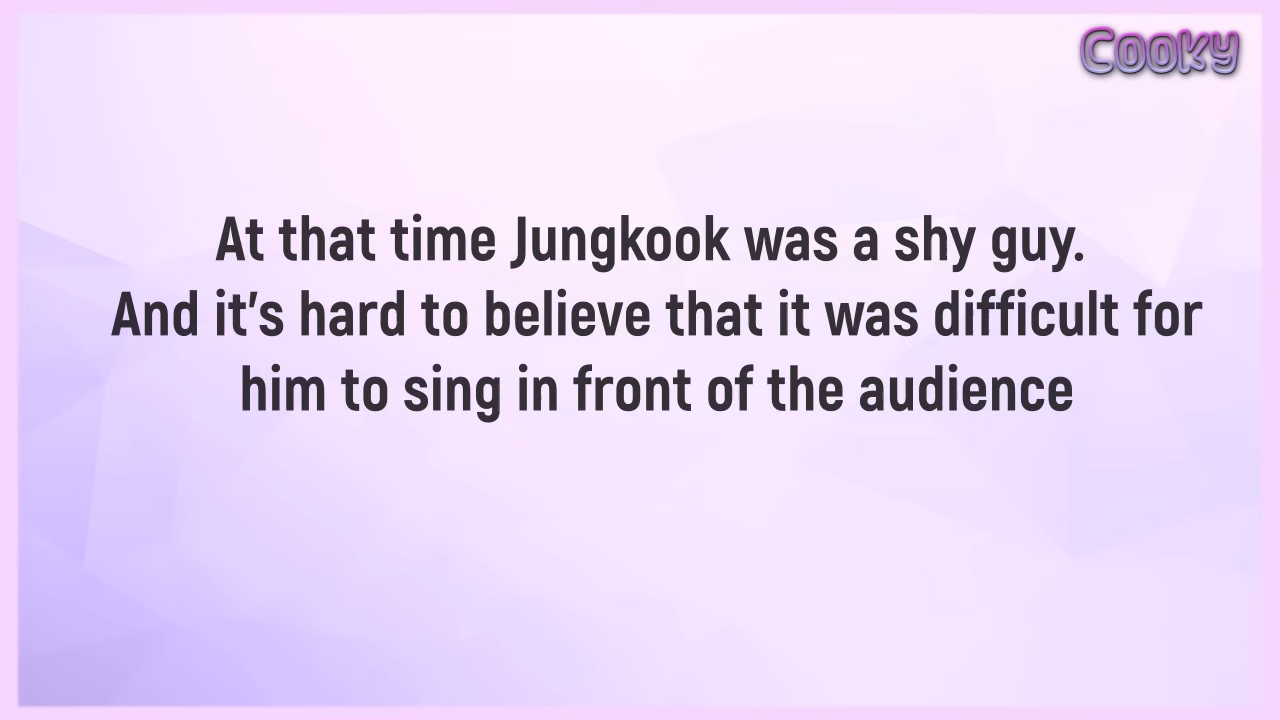 Cooky
At that time Jungkook was a shy guy.
And it's hard to believe that it was difficult for
him to sing in front of the audience